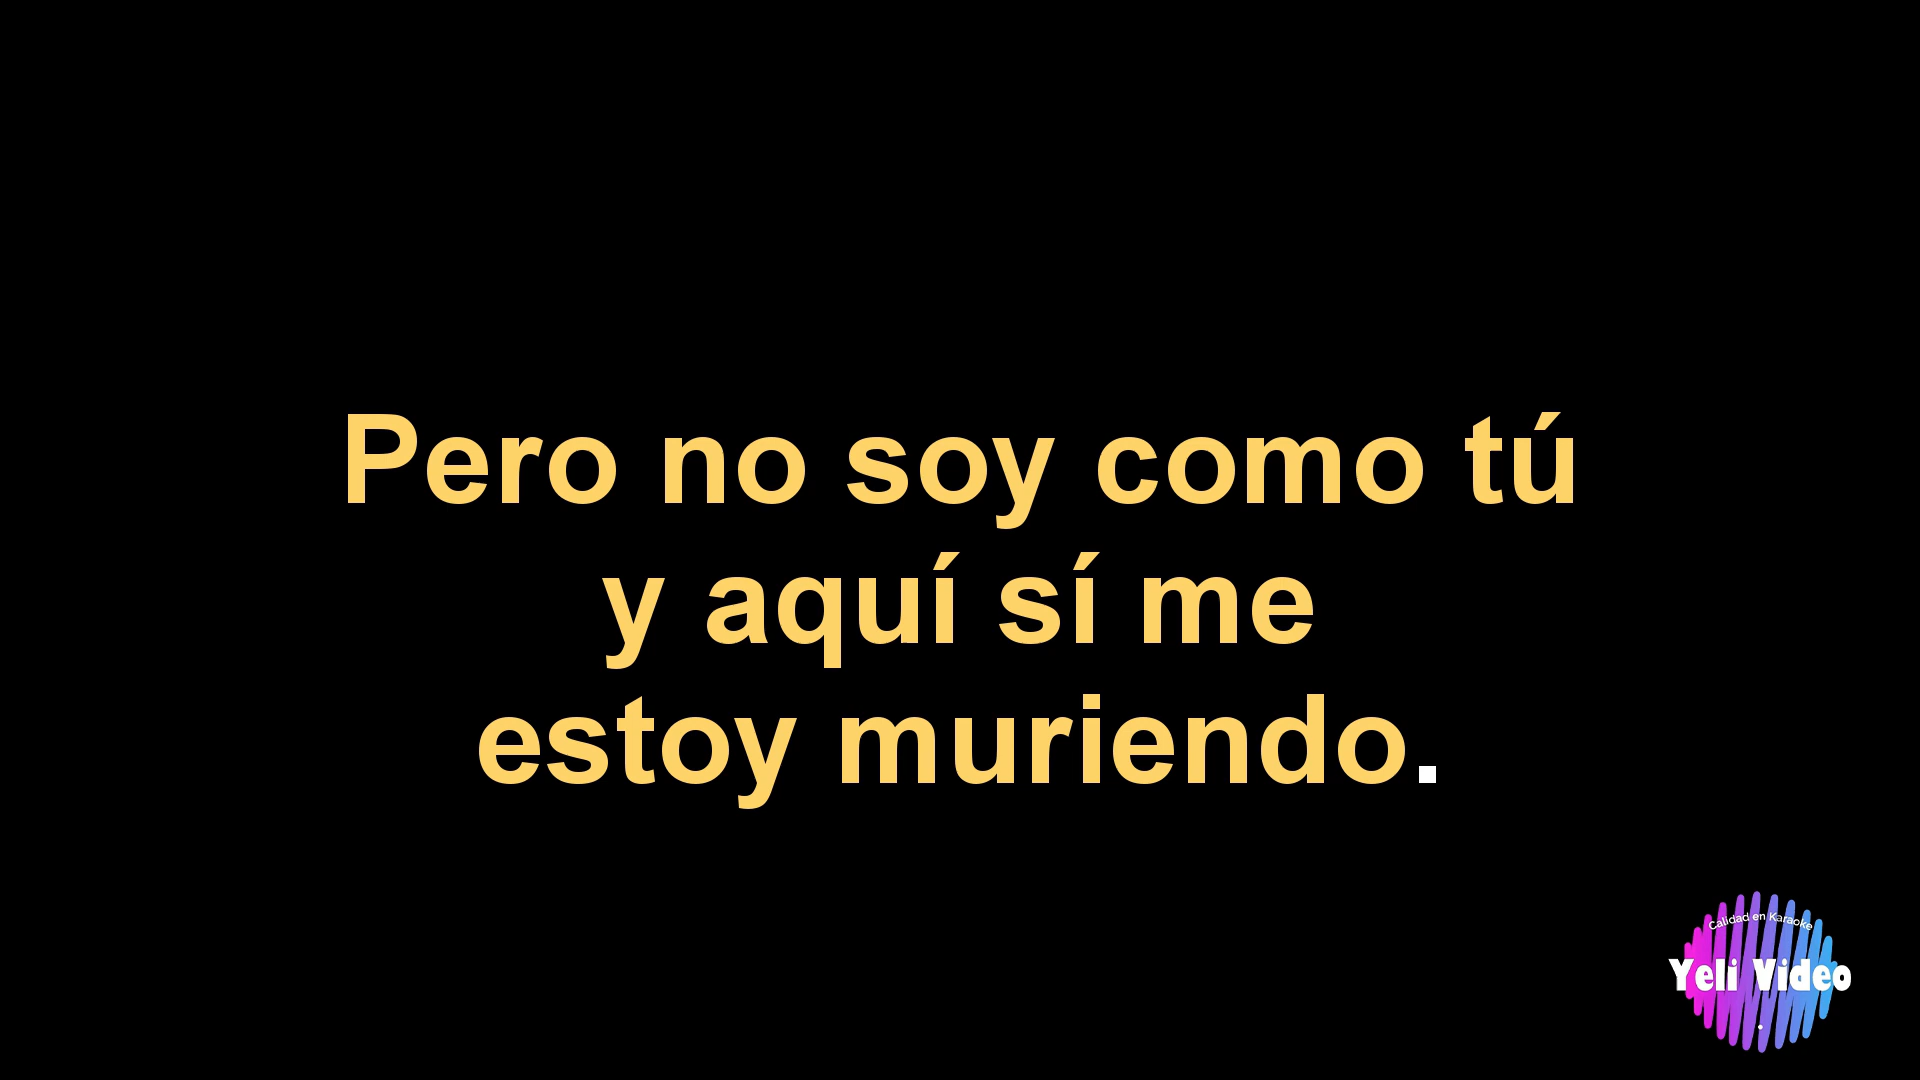 Pero no soy como tú
y aquí sí me
estoy muriendo.
Calidad en Karaoke
Yeli Video